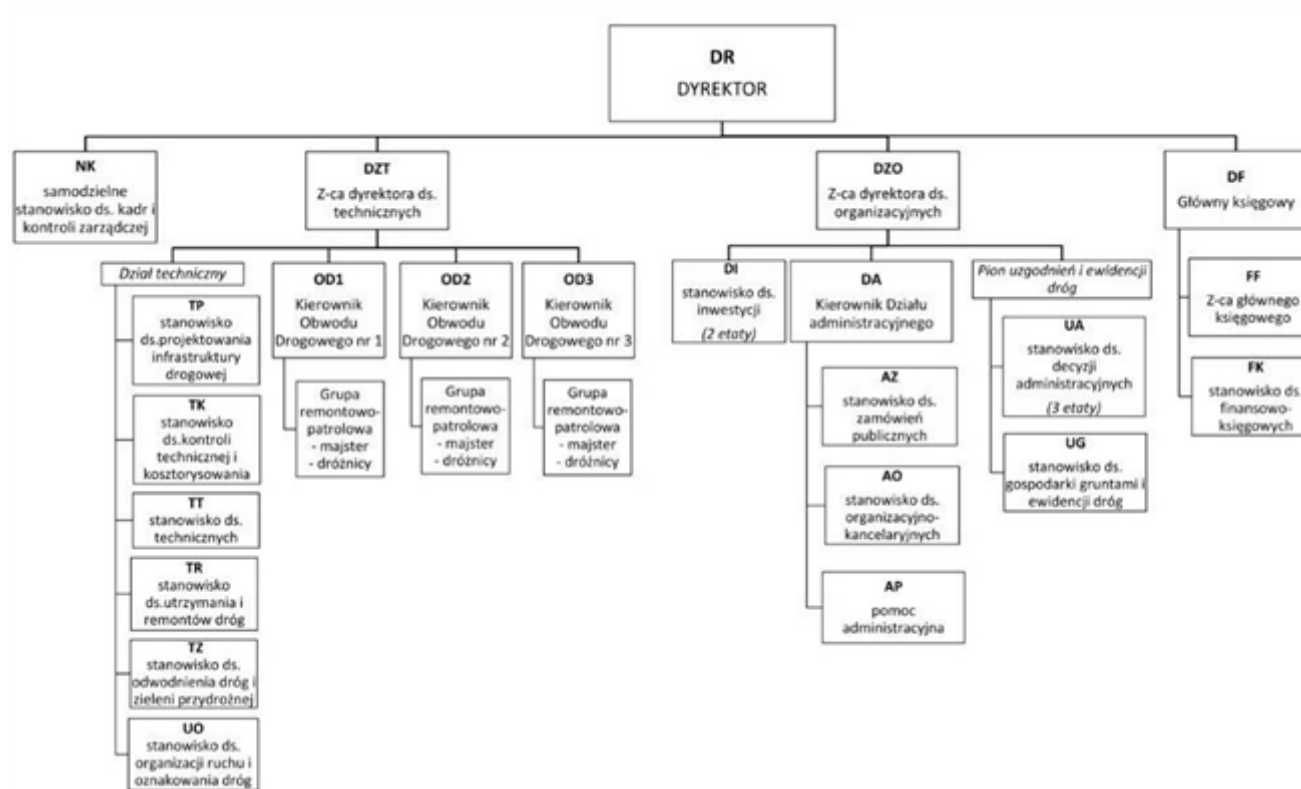 DR
DYREKTOR
NK
samodzielne
stanowisko ds. kadr i
kontroli zarządczej
DZT
Z-ca dyrektora ds.
technicznych
DZO
Z-ca dyrektora ds.
organizacyjnych
DF
Główny księgowy
Dział techniczny
TP
stanowisko
ds.projektowania
infrastruktury
drogowej
TK
stanowisko
ds.kontroli
technicznej i
kosztorysowania
TT
stanowisko ds.
technicznych
TR
stanowisko
ds.utrzymania i
remontów dróg
TZ
stanowisko ds.
odwodnienia dróg i
zieleni przydrożnej
UO
stanowisko ds.
organizacji ruchu i
oznakowania dróg
OD1
Kierownik
Obwodu
Drogowego nr 1
Grupa
remontowo-
patrolowa
- majster
- dróżnicy
OD2
Kierownik
Obwodu
Drogowego nr 2
Grupa
remontowo-
patrolowa
- majster
- dróżnicy
OD3
Kierownik
Obwodu
Drogowego nr 3
Grupa
remontowo-
patrolowa
- majster
- dróżnicy
DI
stanowisko ds.
inwestycji
(2 etaty)
DA
Kierownik Działu
administracyjnego
AZ
stanowisko ds.
zamówień
publicznych
AO
stanowisko ds.
organizacyjno-
kancelaryjnych
AP
pomoc
administracyjna
Pion uzgodnień i ewidencji
dróg
UA
stanowisko ds.
decyzji
administracyjnych
(3 etaty)
UG
stanowisko ds.
gospodarki gruntami i
ewidencji dróg
FF
Z-ca głównego
księgowego
FK
stanowisko ds.
finansowo-
księgowych